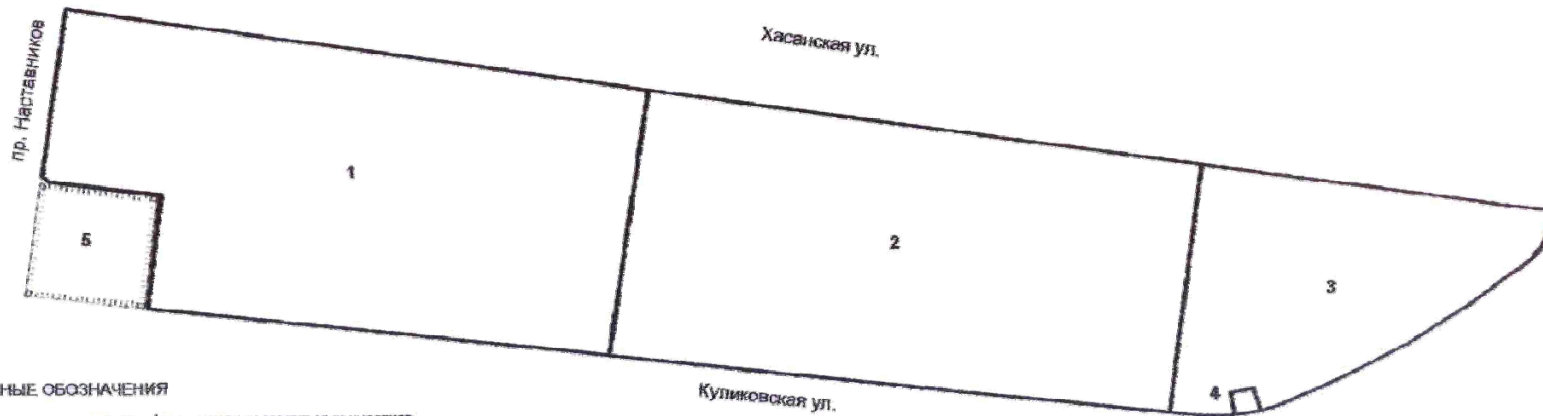 Хасанская ул.
пр. Наставников
1
2
3
5
4
Куликовская ул.
НЫЕ ОБОЗНАЧЕНИЯ